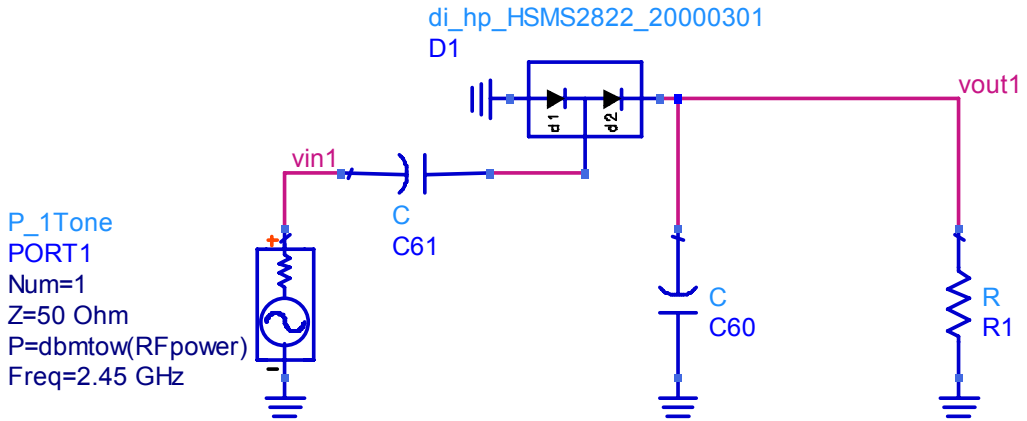 di_hp_HSMS2822_20000301
D1
vout1
d1
d2
vin1
C
C61
P_1Tone
PORT1
Num=1
Z=50 Ohm
P=dbmtow(RFpower)
Freq=2.45 GHz
+
-
C
C60
R
R1